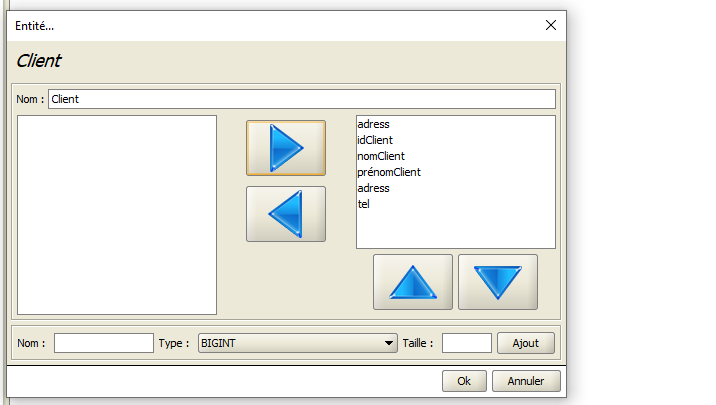 Entité...
Client
Nom : Client
adress
idClient
nomClient
prénomClient
adress
tel
Nom : Type : BIGINT Taille : Ajout
Ok Annuler